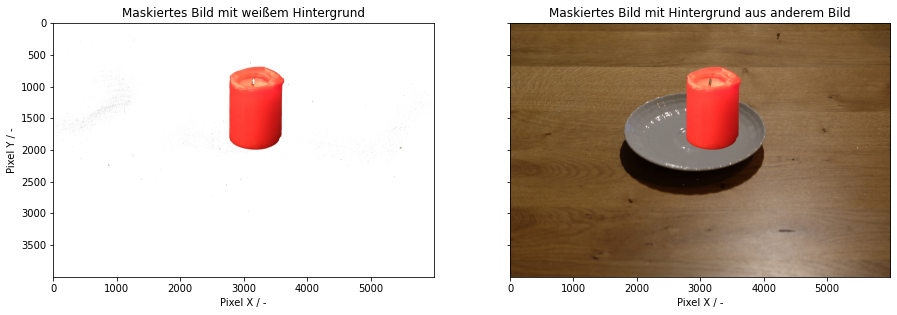 Maskiertes Bild mit weißem Hintergrund
0
500
1000
1500
2000
2500
3000
3500
Pixel Y / -
0 1000 2000 3000 4000 5000
Pixel X / -
Maskiertes Bild mit Hintergrund aus anderem Bild
0 1000 2000 3000 4000 5000
Pixel X / -